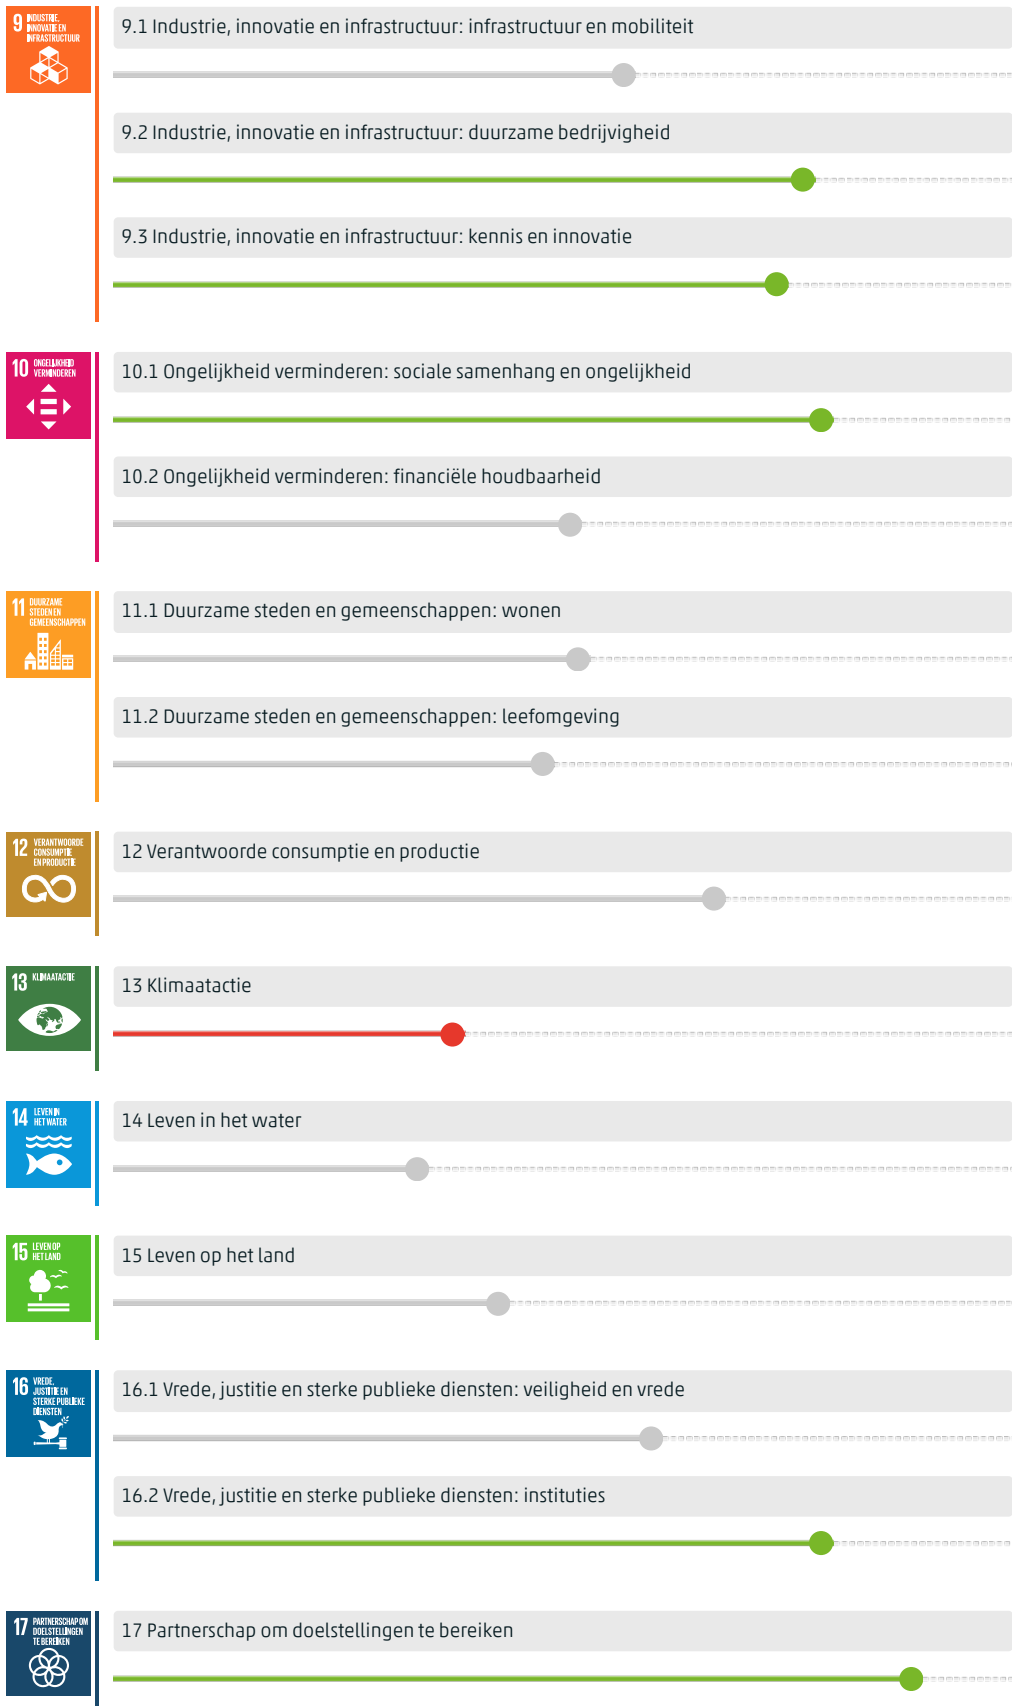 9 INDUSTRIE,
INNOVATIE EN
INFRASTRUCTUUR
9.1 Industrie, innovatie en infrastructuur: infrastructuur en mobiliteit
9.2 Industrie, innovatie en infrastructuur: duurzame bedrijvigheid
9.3 Industrie, innovatie en infrastructuur: kennis en innovatie
10 ONGELIJKHEID
VERMINDEREN
10.1 Ongelijkheid verminderen: sociale samenhang en ongelijkheid
10.2 Ongelijkheid verminderen: financiële houdbaarheid
11 DUURZAME
STEDEN EN
GEMEENSCHAPPEN
11.1 Duurzame steden en gemeenschappen: wonen
11.2 Duurzame steden en gemeenschappen: leefomgeving
12 VERANTWOORDE
CONSUMPTIE
EN PRODUCTIE
12 Verantwoorde consumptie en productie
13 KLIMAATACTIE
13 Klimaatactie
14 LEVEN IN
HET WATER
14 Leven in het water
15 LEVEN OP
HET LAND
15 Leven op het land
16 VREDE,
JUSTITIE EN
STERKE PUBLIEKE
DIENSTEN
16.1 Vrede, justitie en sterke publieke diensten: veiligheid en vrede
16.2 Vrede, justitie en sterke publieke diensten: instituties
17 PARTNERSCHAP OM
DOELSTELLINGEN
TE BEREIKEN
17 Partnerschap om doelstellingen te bereiken